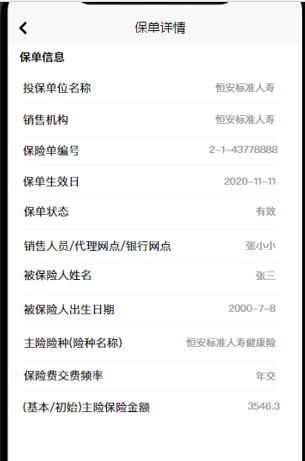 保单详情
保单信息
投保单位名称 恒安标准人寿
销售机构 恒安标准人寿
保险单编号 2-1-43778888
保单生效日 2020-11-11
保单状态 有效
销售人员/代理网点/银行网点 张小小
被保险人姓名 张三
被保险人出生日期 2000-7-8
主险险种(险种名称) 恒安标准人寿健康险
保险费交费频率 年交
(基本/初始)主险保险金额 3546.3